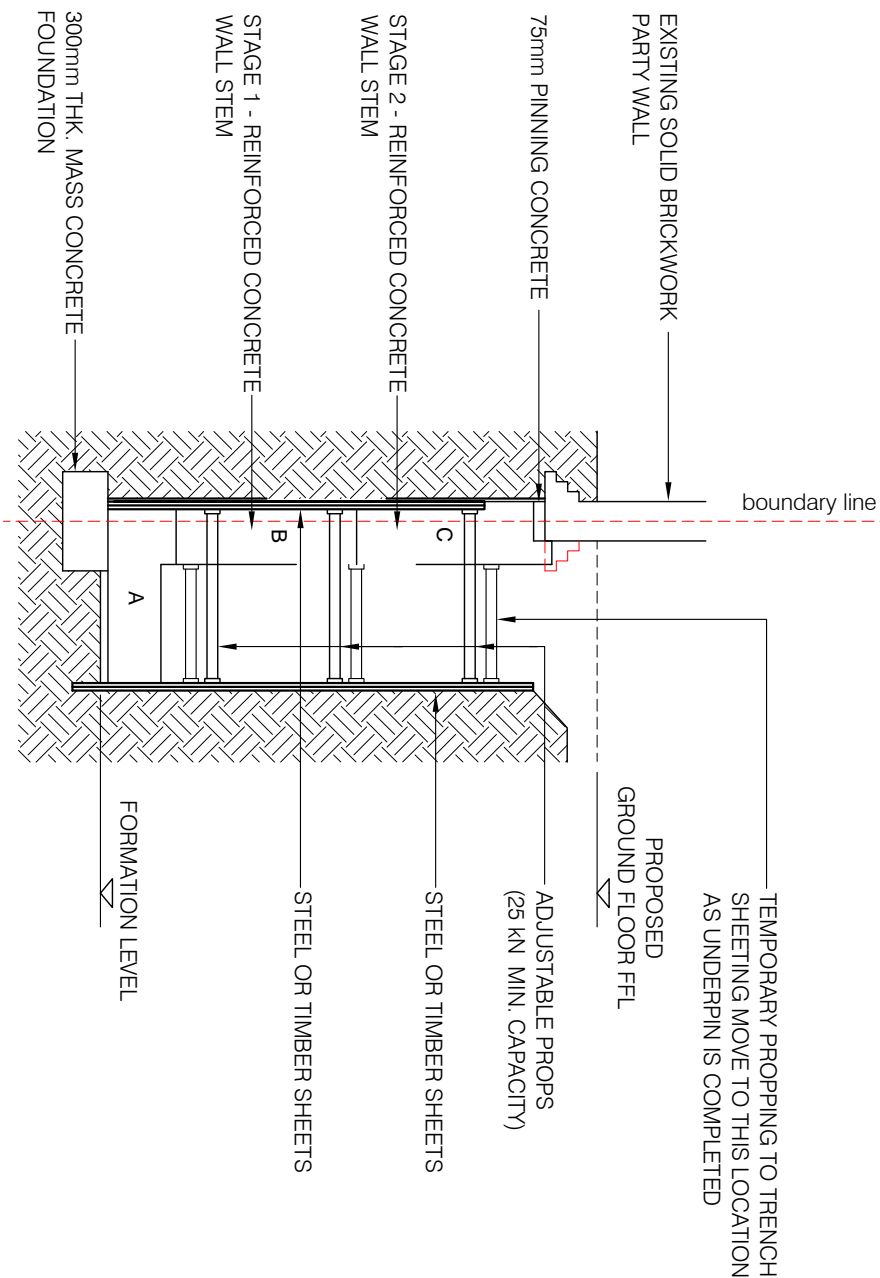 EXISTING SOLID BRICKWORK
PARTY WALL
75mm PINNING CONCRETE
STAGE 2 - REINFORCED CONCRETE
WALL STEM
STAGE 1 - REINFORCED CONCRETE
WALL STEM
300mm THK. MASS CONCRETE
FOUNDATION
boundary line
A
B
C
TEMPORARY PROPPING TO TRENCH
SHEETING MOVE TO THIS LOCATION
AS UNDERPIN IS COMPLETED
PROPOSED
GROUND FLOOR FFL
ADJUSTABLE PROPS
(25 kN MIN. CAPACITY)
STEEL OR TIMBER SHEETS
STEEL OR TIMBER SHEETS
FORMATION LEVEL